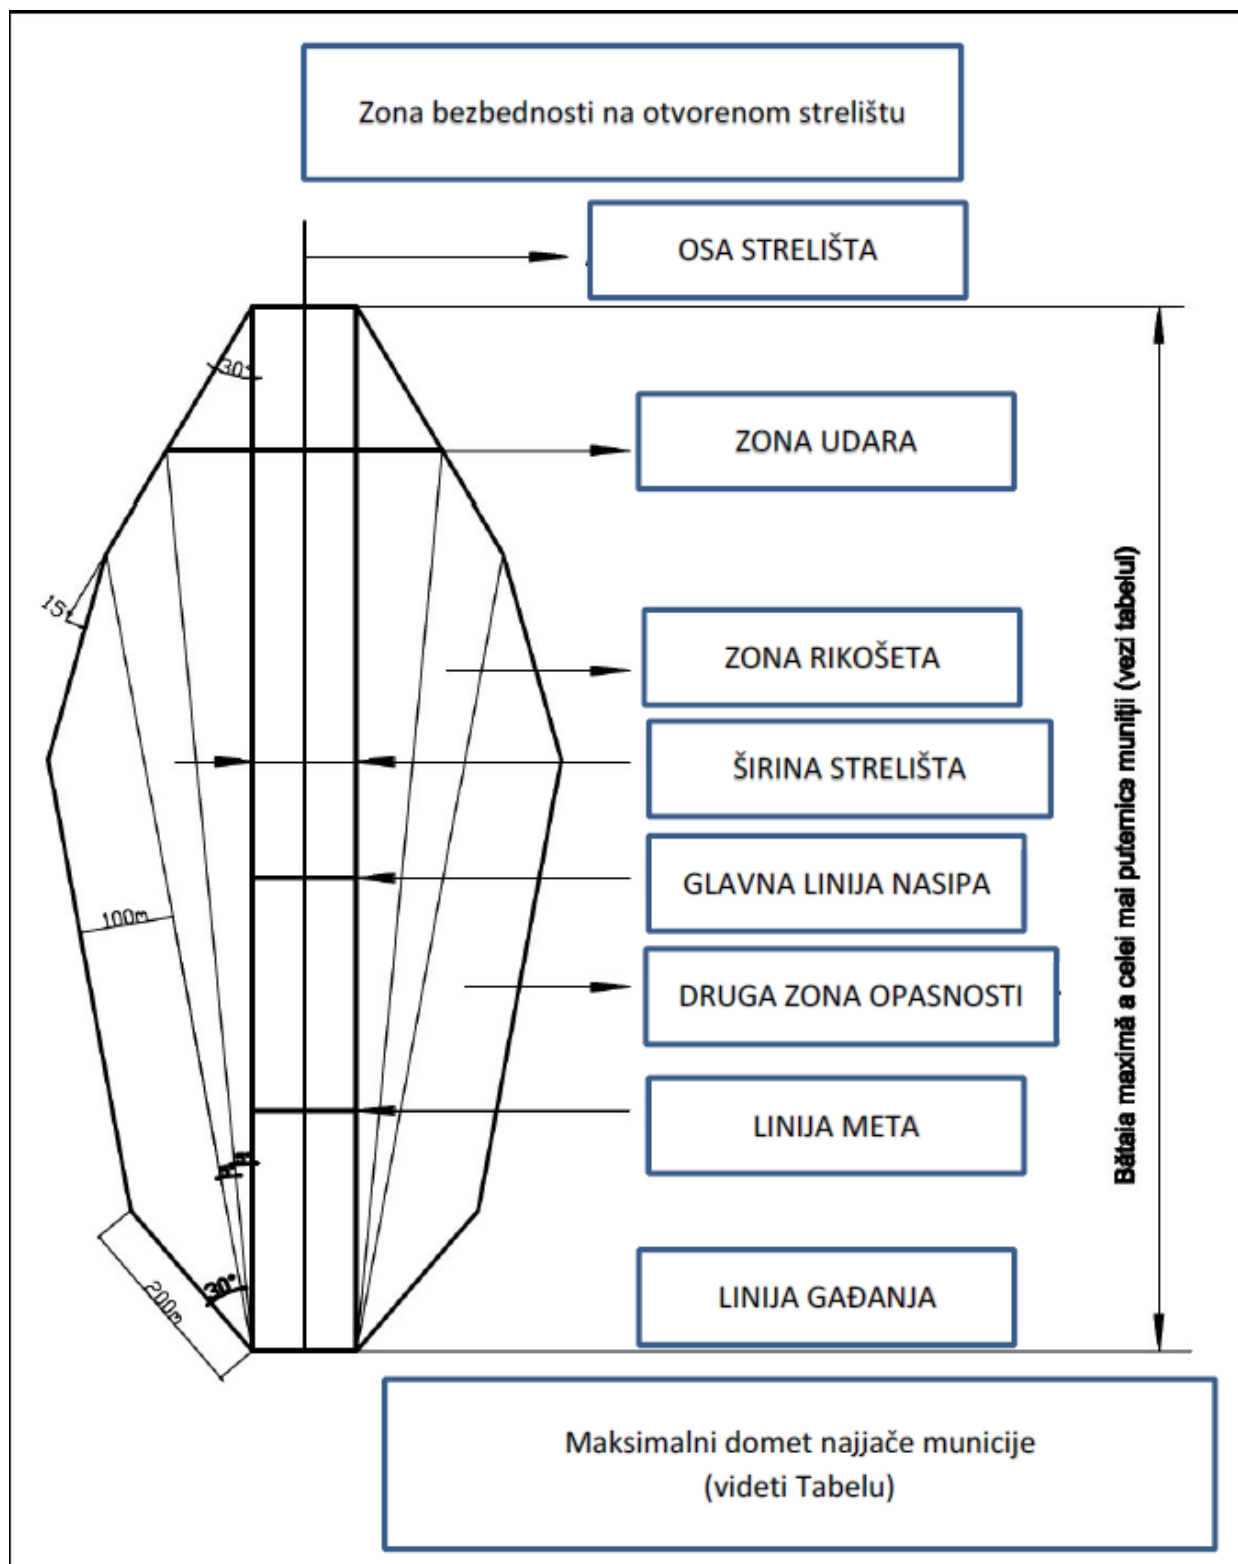 Zona bezbednosti na otvorenom strelištu
OSA STRELIŠTA
30°
ZONA UDARA
15°
ZONA RIKOŠETA
ŠIRINA STRELIŠTA
GLAVNA LINIJA NASIPA
100m
DRUGA ZONA OPASNOSTI
LINIJA META
30°
200m
LINIJA GAĐANJA
Bătaia maximă a celei mai puternice muniții (vezi tabelul)
Maksimalni domet najjače municije
(videti Tabelu)